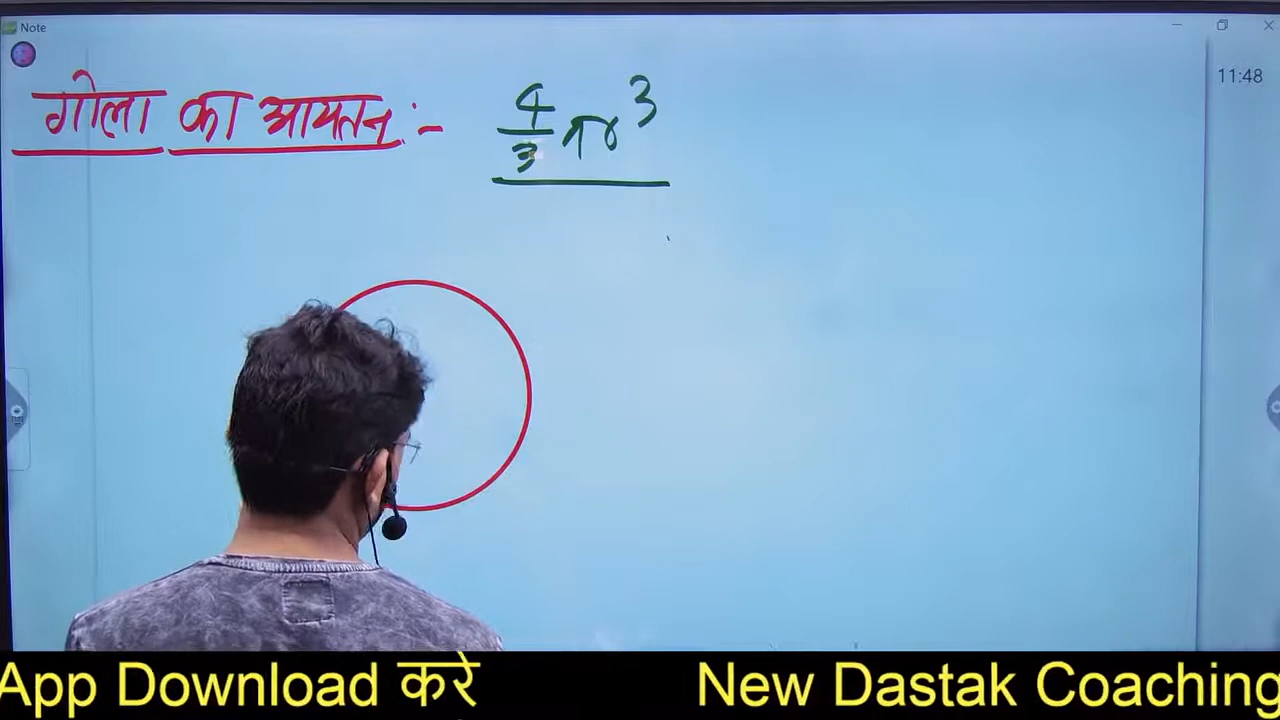 Note
11:48
गोला का आयतन :- 4/3 πr³
App Download करे New Dastak Coaching